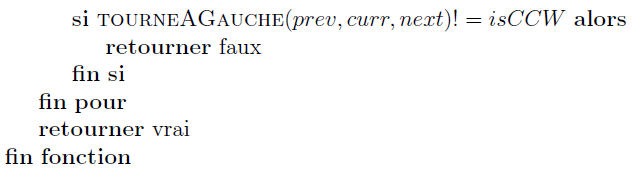 si TOURNEAGAUCHE(prev, curr, next)! = isCCW alors
retourner faux
fin si
fin pour
retourner vrai
fin fonction